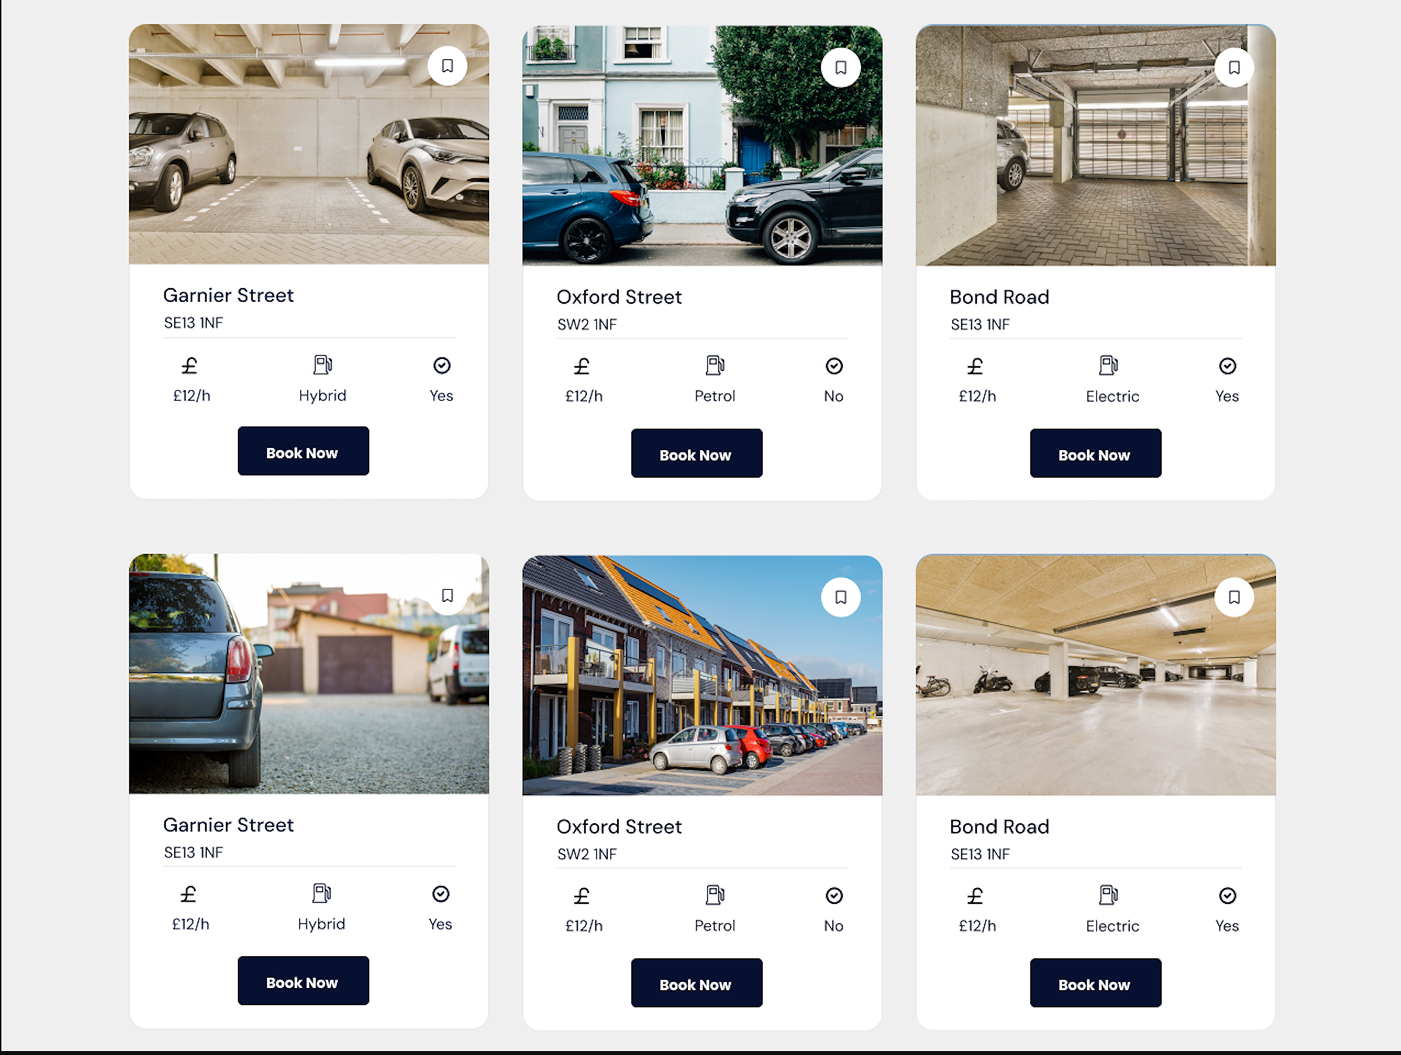 Garnier Street
SE13 1NF
£12/h Hybrid Yes
Book Now
Oxford Street
SW2 1NF
£12/h Petrol No
Book Now
Bond Road
SE13 1NF
£12/h Electric Yes
Book Now
Garnier Street
SE13 1NF
£12/h Hybrid Yes
Book Now
Oxford Street
SW2 1NF
£12/h Petrol No
Book Now
Bond Road
SE13 1NF
£12/h Electric Yes
Book Now